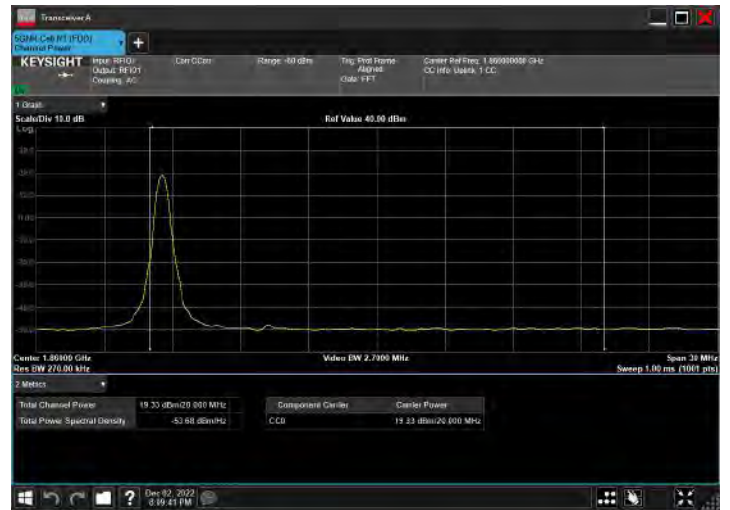 Transceiver A
5GNR-Cell N1 (FDD)
Channel Power
KEYSIGHT
Input: RFIO1
Output: RFIO1
Coupling: AC
Corr CCorr
Range: -60 dBm
Trig: Prot Frame
Aligned
Gate: FFT
Center Ref Freq: 1.860000000 GHz
CC Info: Uplink, 1 CC
1 Graph
Scale/Div 10.0 dB
Ref Value 40.00 dBm
Log
Center 1.86000 GHz
Video BW 2.7000 MHz
Span 30 MHz
Res BW 270.00 kHz
Sweep 1.00 ms (1001 pts)
2 Metrics
Total Channel Power
19.33 dBm/20.000 MHz
Total Power Spectral Density
-53.68 dBm/Hz
Component Carrier
Carrier Power
CC0
19.33 dBm/20.000 MHz
?
Dec 02, 2022